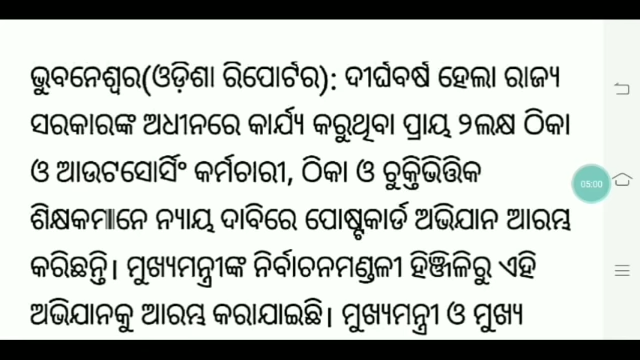 ଭୁବନେଶ୍ୱର(ଓଡ଼ିଶା ରିପୋର୍ଟର): ଦୀର୍ଘବର୍ଷ ହେଲା ରାଜ୍ୟ
ସରକାରଙ୍କ ଅଧୀନରେ କାର୍ଯ୍ୟ କରୁଥିବା ପ୍ରାୟ ୨ଲକ୍ଷ ଠିକା
ଓ ଆଉଟସୋର୍ସିଂ କର୍ମଚାରୀ, ଠିକା ଓ ଚୁକ୍ତିଭିତ୍ତିକ
05:00
ଶିକ୍ଷକମାନେ ନ୍ୟାୟ ଦାବିରେ ପୋଷ୍ଟକାର୍ଡ ଅଭିଯାନ ଆରମ୍ଭ
କରିଛନ୍ତି। ମୁଖ୍ୟମନ୍ତ୍ରୀଙ୍କ ନିର୍ବାଚନମଣ୍ଡଳୀ ହିଞ୍ଜିଳିରୁ ଏହି
ଅଭିଯାନକୁ ଆରମ୍ଭ କରାଯାଇଛି। ମୁଖ୍ୟମନ୍ତ୍ରୀ ଓ ମୁଖ୍ୟ